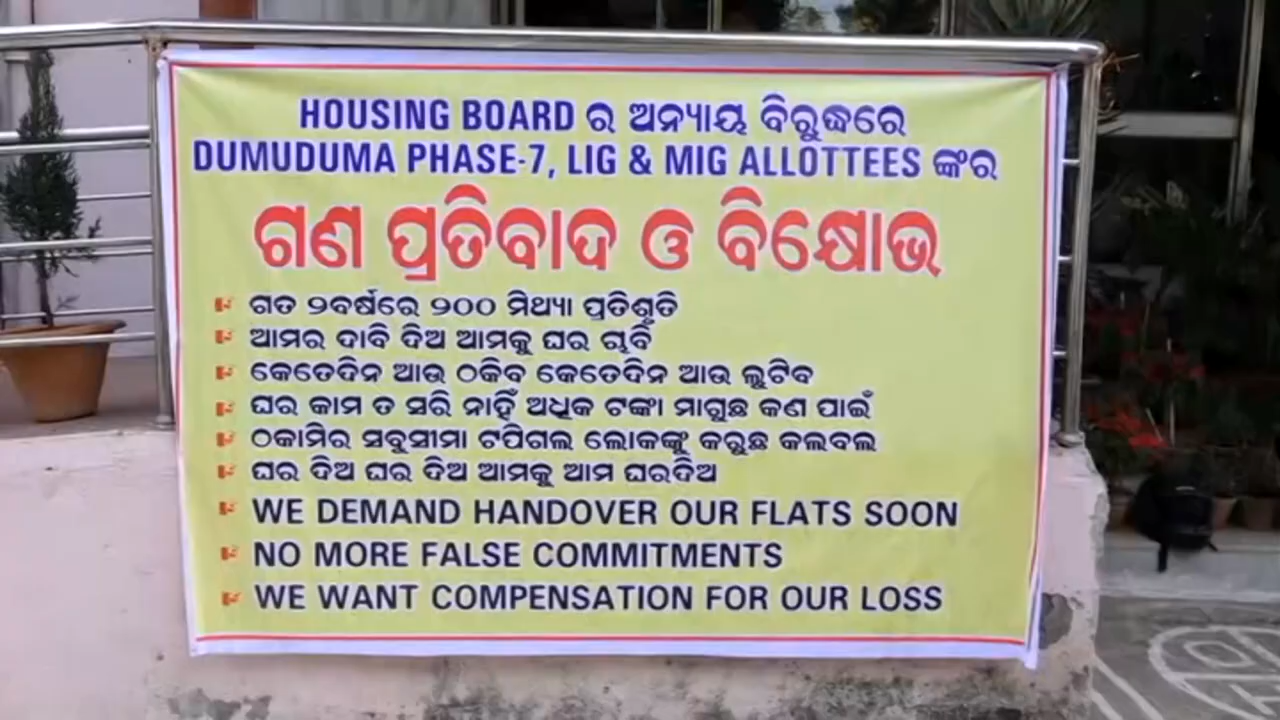 HOUSING BOARD ର ଅନ୍ୟାୟ ବିରୁଦ୍ଧରେ
DUMUDUMA PHASE-7, LIG & MIG ALLOTTEES ଙ୍କର
ଗଣ ପ୍ରତିବାଦ ଓ ବିକ୍ଷୋଭ
ଗତ ୨ବର୍ଷରେ ୨୦୦ ମିଥ୍ୟା ପ୍ରତିଶୃତି
ଆମର ଦାବି ଦିଅ ଆମକୁ ଘର ଚାବି
କେତେଦିନ ଆଉ ଠକିବ କେତେଦିନ ଆଉ ଲୁଟିବ
ଘର କାମ ତ ସରି ନାହିଁ ଅଧିକ ଟଙ୍କା ମାଗୁଛ କଣ ପାଇଁ
ଠକାମିର ସବୁସୀମା ଟପିଗଲ ଲୋକଙ୍କୁ କରୁଛ କଲବଲ
ଘର ଦିଅ ଘର ଦିଅ ଆମକୁ ଆମ ଘରଦିଅ
WE DEMAND HANDOVER OUR FLATS SOON
NO MORE FALSE COMMITMENTS
WE WANT COMPENSATION FOR OUR LOSS